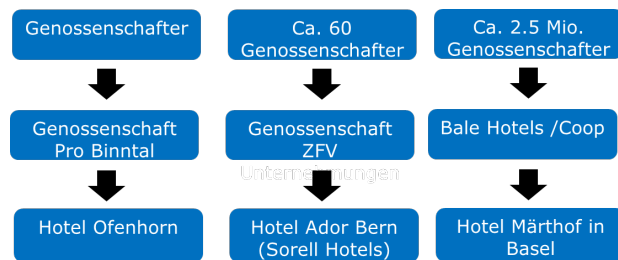 Genossenschafter
Ca. 60
Genossenschafter
Ca. 2.5 Mio.
Genossenschafter
Genossenschaft
Pro Binntal
Genossenschaft
ZFV
Unternehmungen
Bale Hotels /Coop
Hotel Ofenhorn
Hotel Ador Bern
(Sorell Hotels)
Hotel Märthof in
Basel